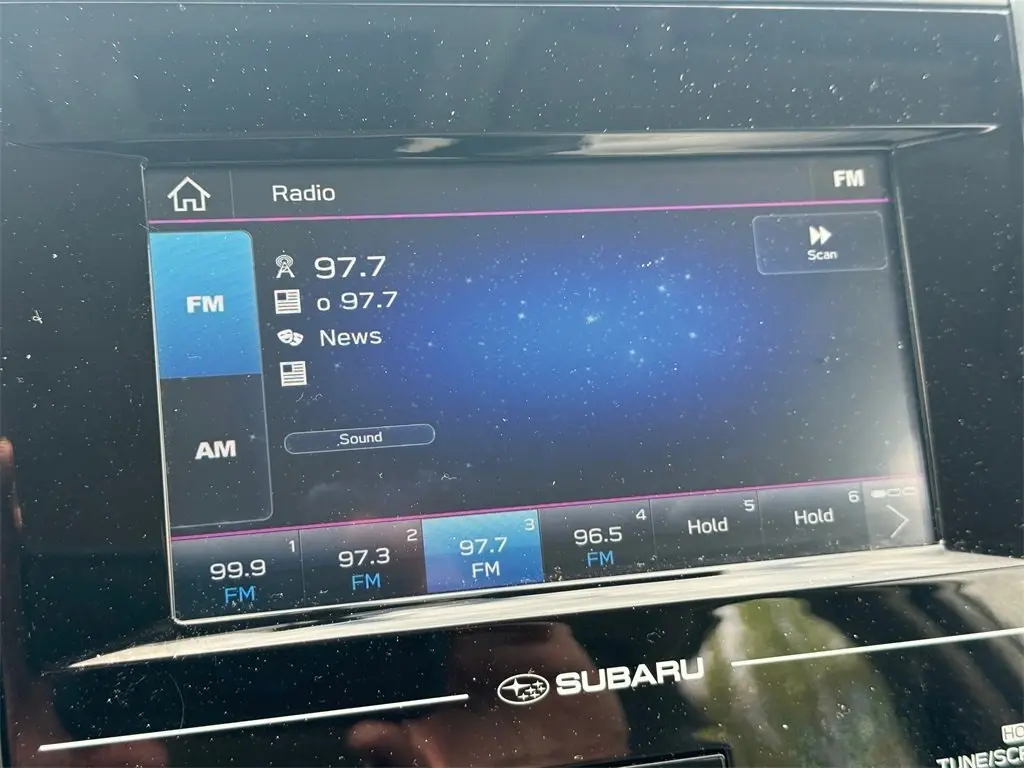 Radio
FM
FM
AM
97.7
o 97.7
News
Scan
Sound
1
99.9
FM
2
97.3
FM
3
97.7
FM
4
96.5
FM
5
Hold
6
Hold
SUBARU